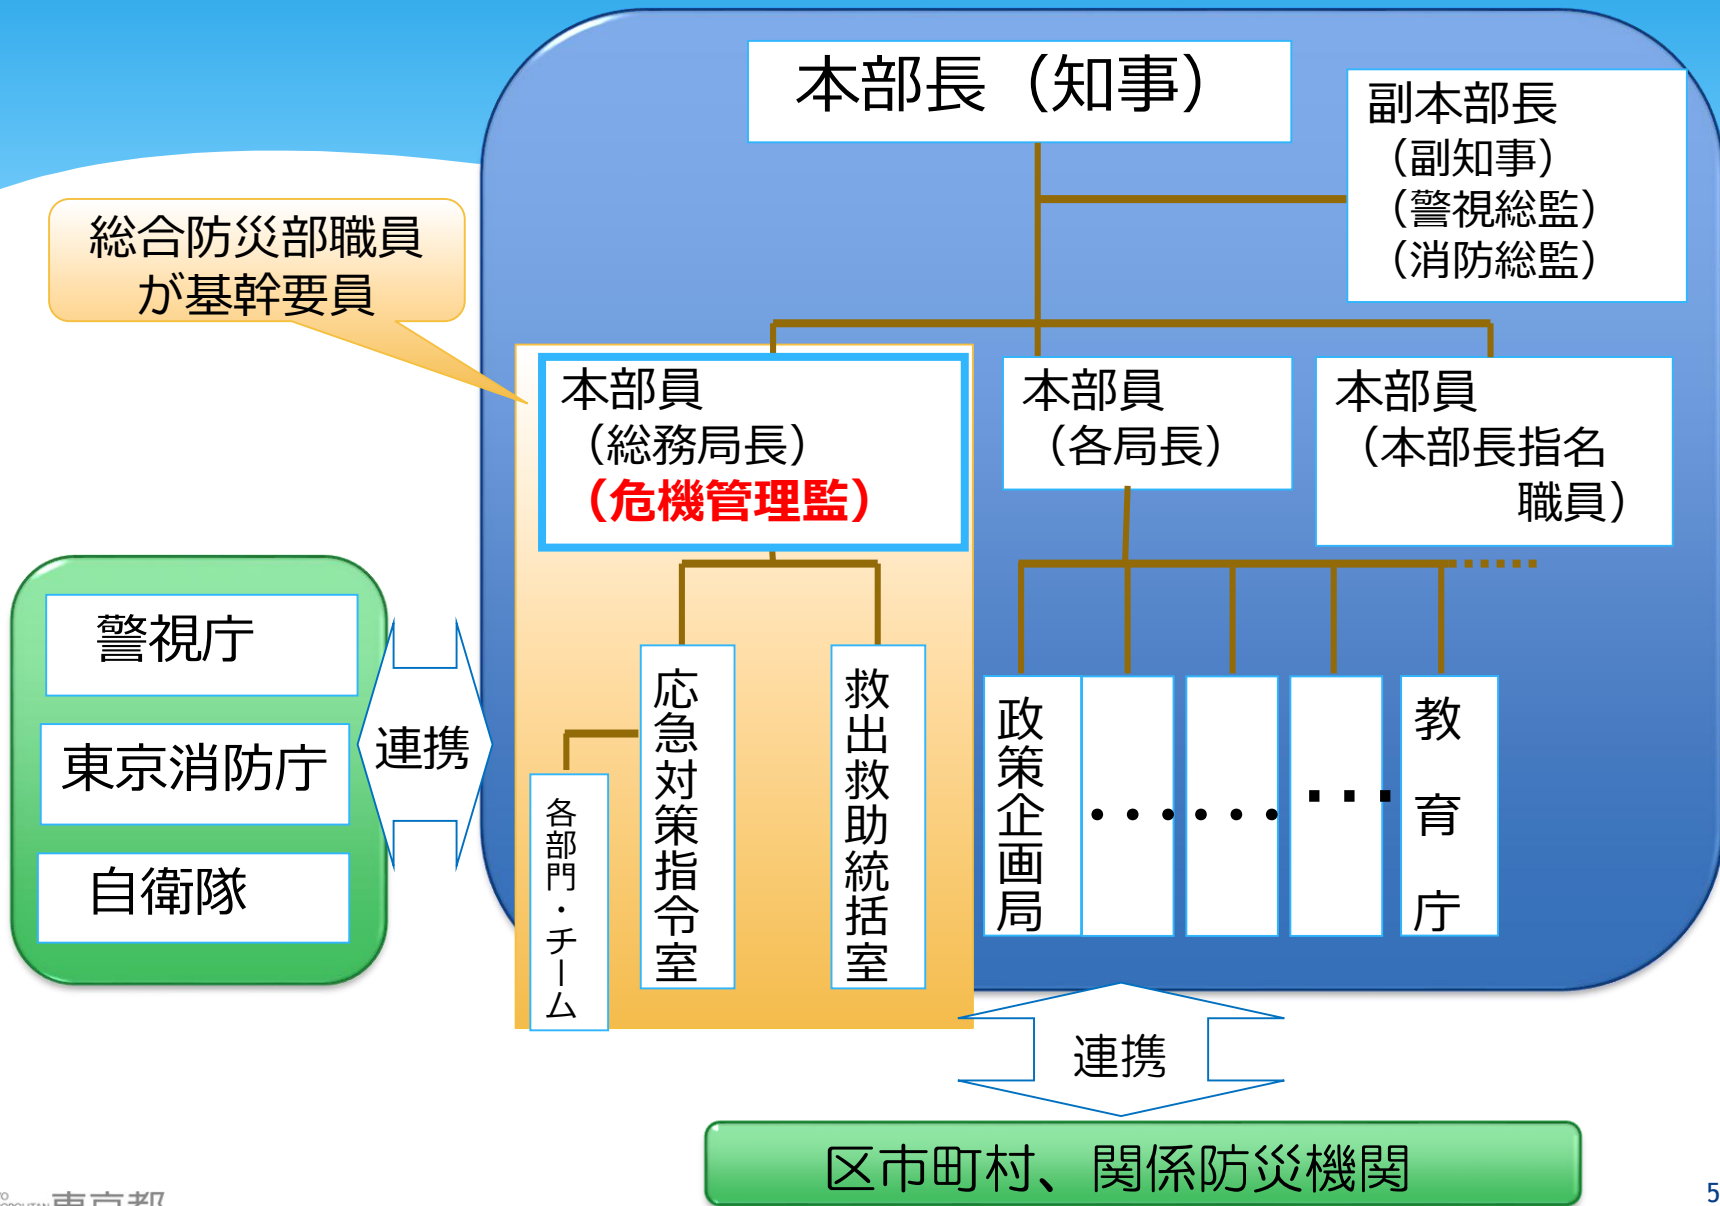 本部長（知事）
副本部長
（副知事）
（警視総監）
（消防総監）
総合防災部職員
が基幹要員
本部員
（総務局長）
（危機管理監）
本部員
（各局長）
本部員
（本部長指名
職員）
警視庁
東京消防庁
自衛隊
連携
各部門・チーム
応急対策指令室
救出救助統括室
政策企画局
・・・・・・
・・・
教育庁
連携
区市町村、関係防災機関
5